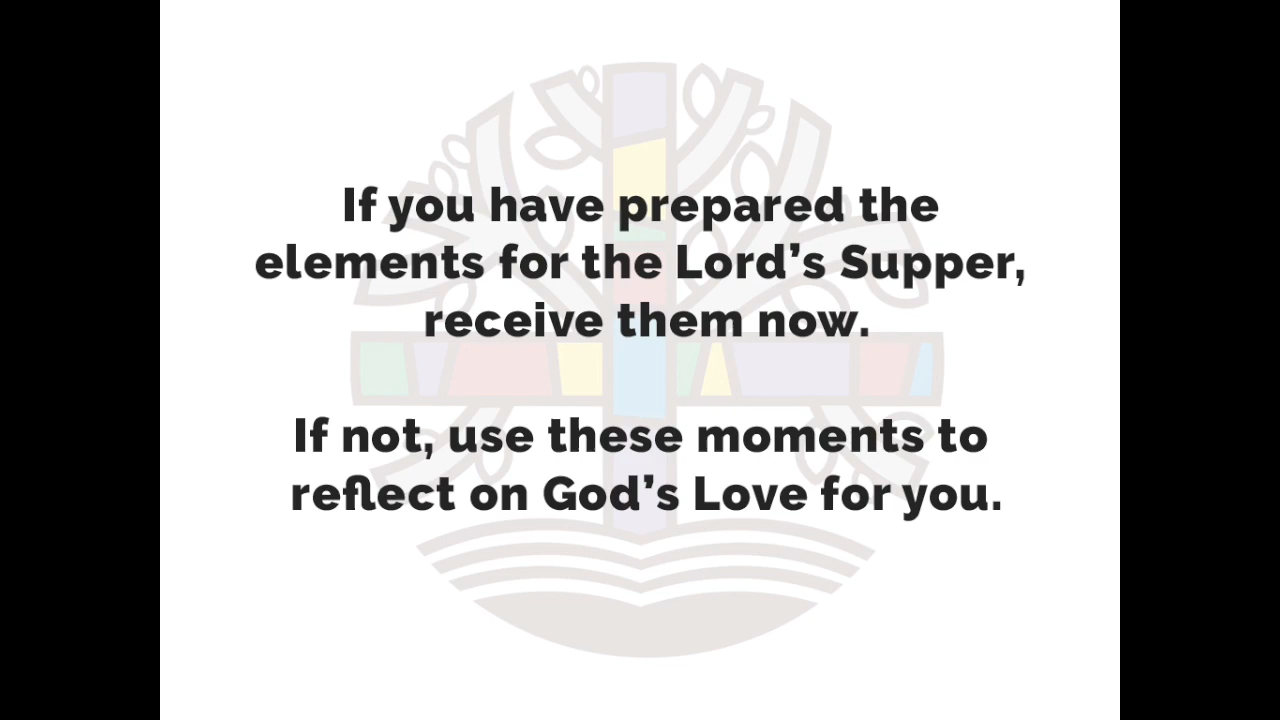 If you have prepared the
elements for the Lord’s Supper,
receive them now.
If not, use these moments to
reflect on God’s Love for you.